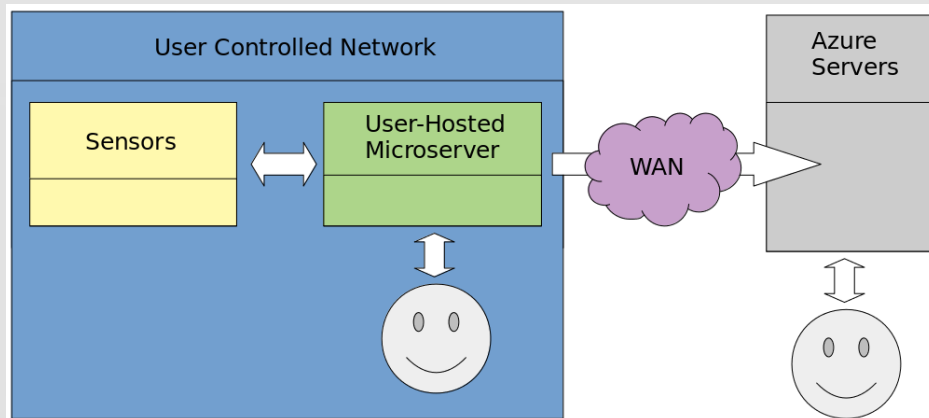 User Controlled Network
Azure
Servers
Sensors
User-Hosted
Microserver
WAN